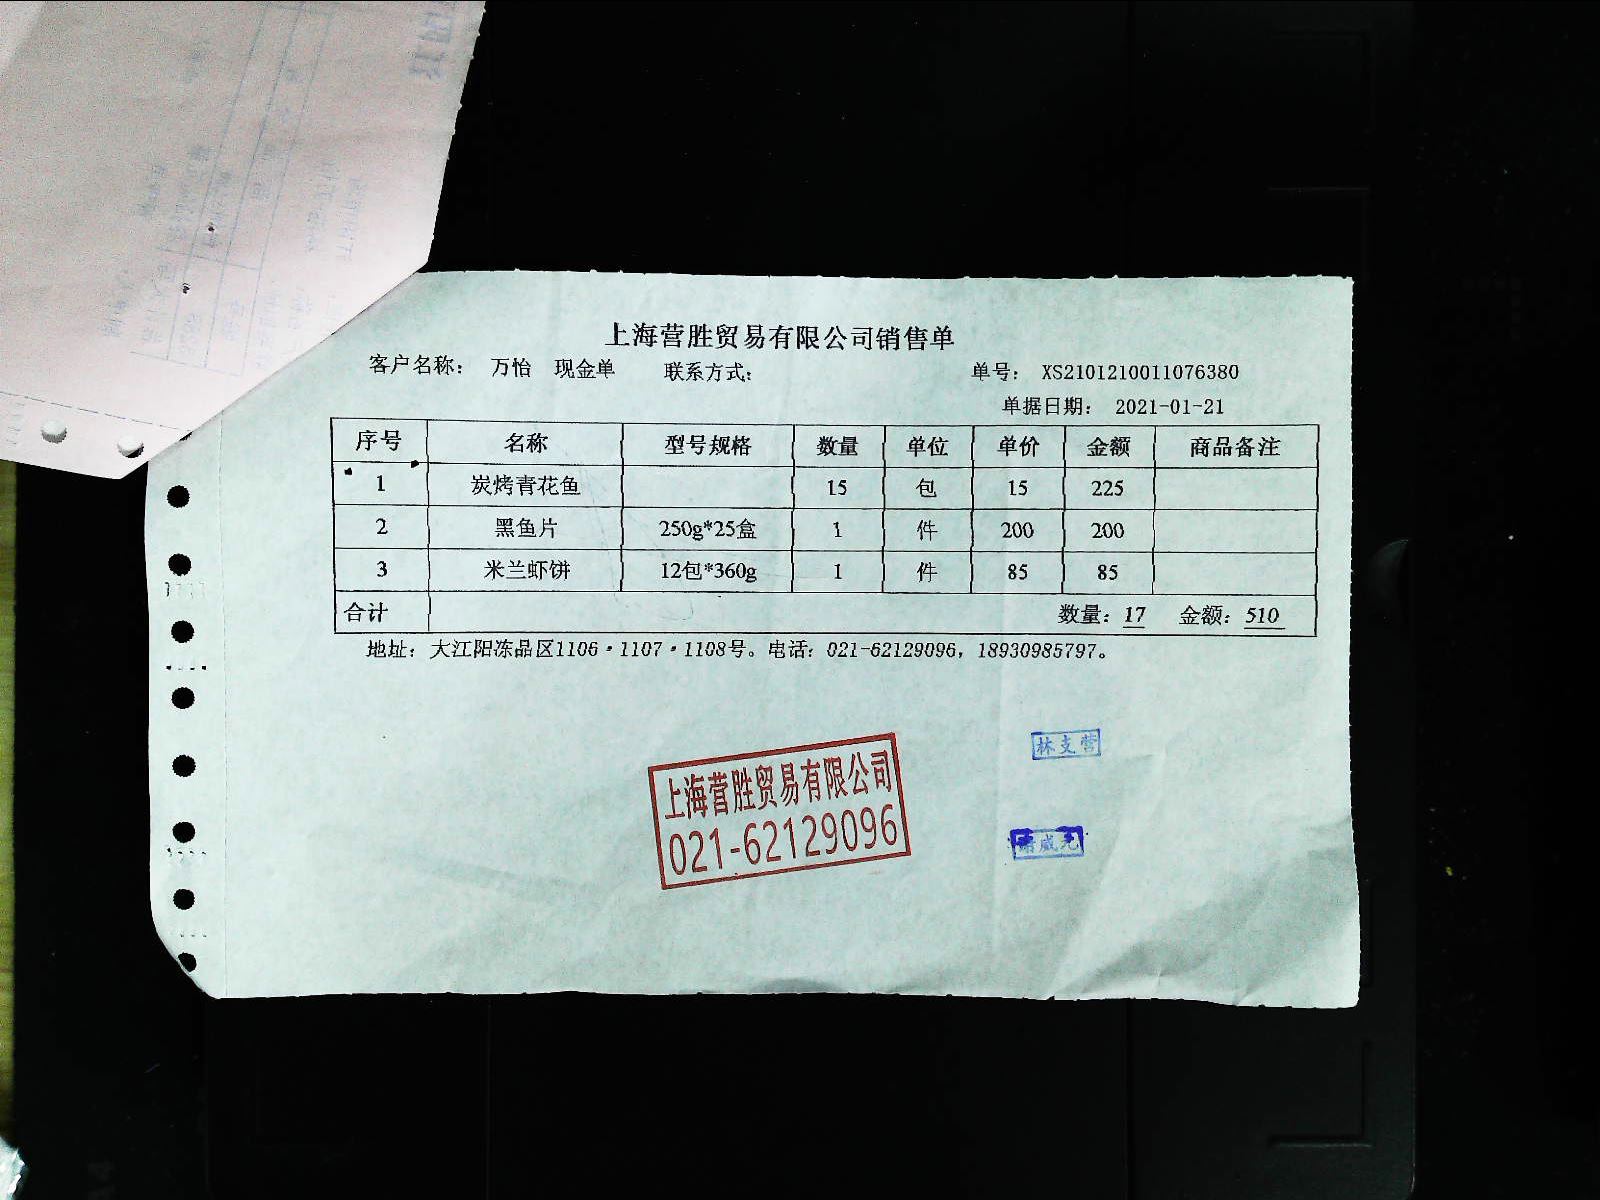 上海营胜贸易有限公司销售单
客户名称： 万怡 现金单 联系方式： 单号： XS2101210011076380
单据日期： 2021-01-21
序号 名称 型号规格 数量 单位 单价 金额 商品备注
1 炭烤青花鱼 15 包 15 225
2 黑鱼片 250g*25盒 1 件 200 200
3 米兰虾饼 12包*360g 1 件 85 85
合计 数量：17 金额：510
地址：大江阳冻品区1106·1107·1108号。电话：021-62129096，18930985797。
林支营
上海营胜贸易有限公司
021-62129096
威